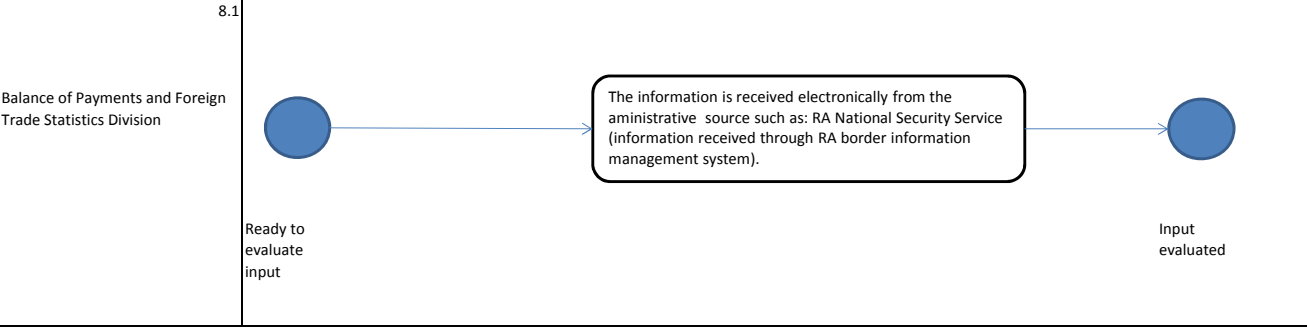 8.1
Balance of Payments and Foreign
Trade Statistics Division
The information is received electronically from the
aministrative source such as: RA National Security Service
(information received through RA border information
management system).
Ready to
evaluate
input
Input
evaluated